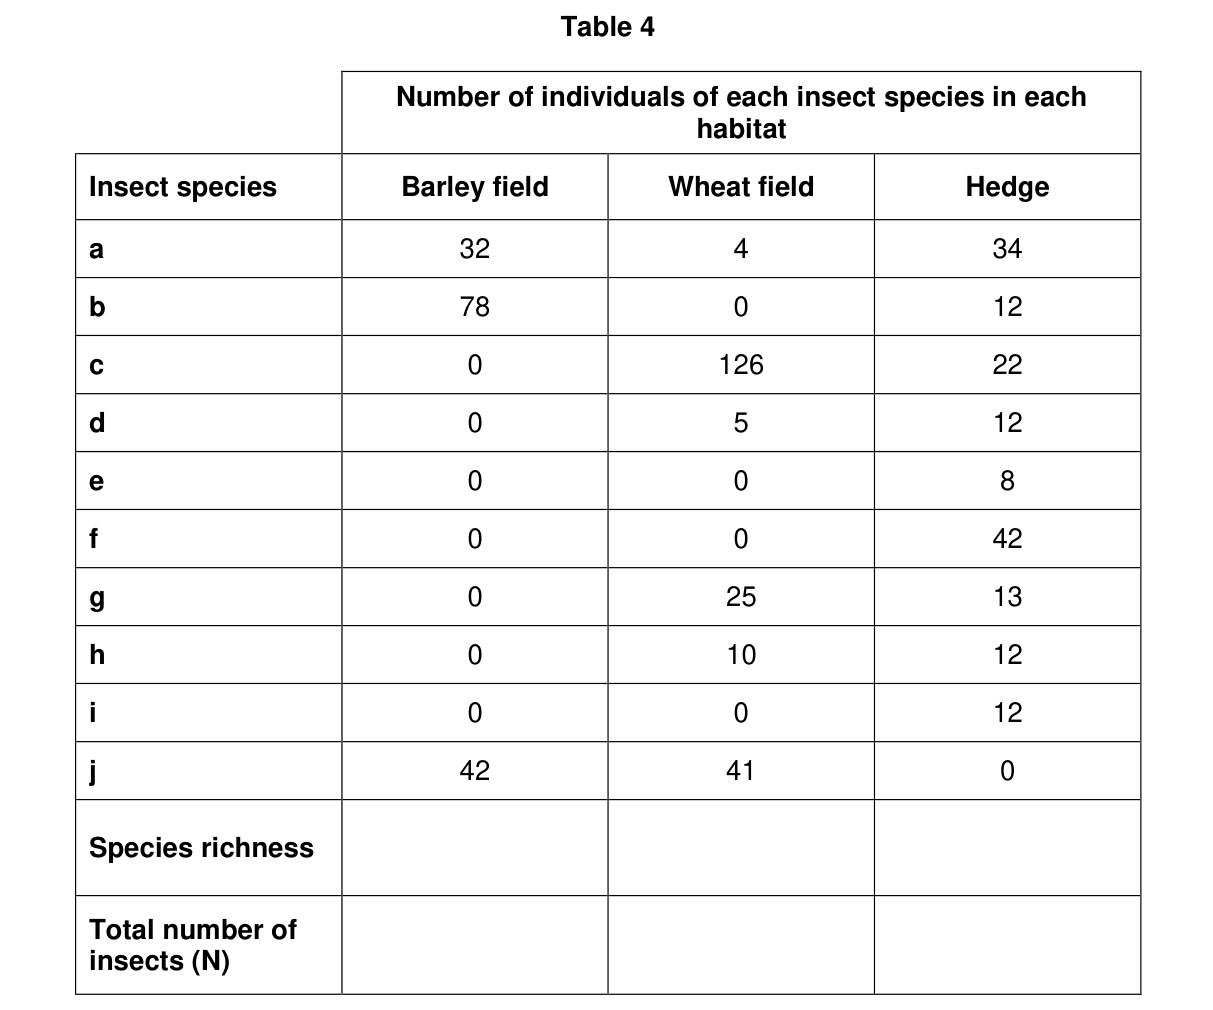 Table 4
Number of individuals of each insect species in each
habitat
Insect species Barley field Wheat field Hedge
a 32 4 34
b 78 0 12
c 0 126 22
d 0 5 12
e 0 0 8
f 0 0 42
g 0 25 13
h 0 10 12
i 0 0 12
j 42 41 0
Species richness
Total number of
insects (N)